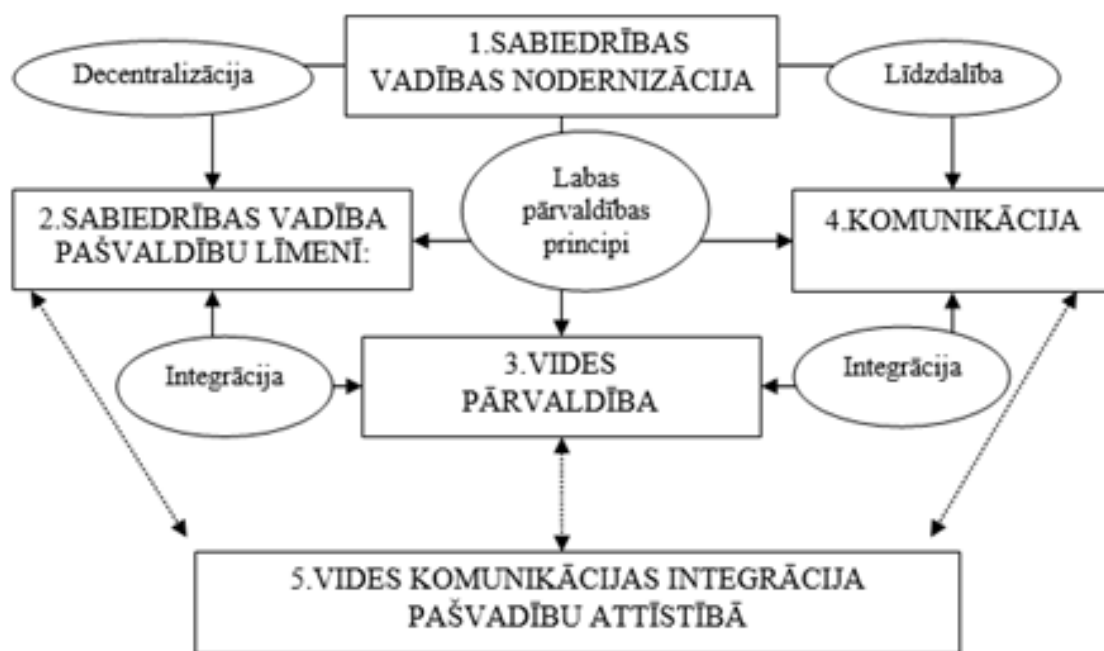 1.SABIEDRĪBAS
VADĪBAS NODERNIZĀCIJA
Decentralizācija
Līdzdalība
Labas
pārvaldības
principi
2.SABIEDRĪBAS VADĪBA
PAŠVALDĪBU LĪMENĪ:
4.KOMUNIKĀCIJA
Integrācija
3.VIDES
PĀRVALDĪBA
Integrācija
5.VIDES KOMUNIKĀCIJAS INTEGRĀCIJA
PAŠVADĪBU ATTĪSTĪBĀ